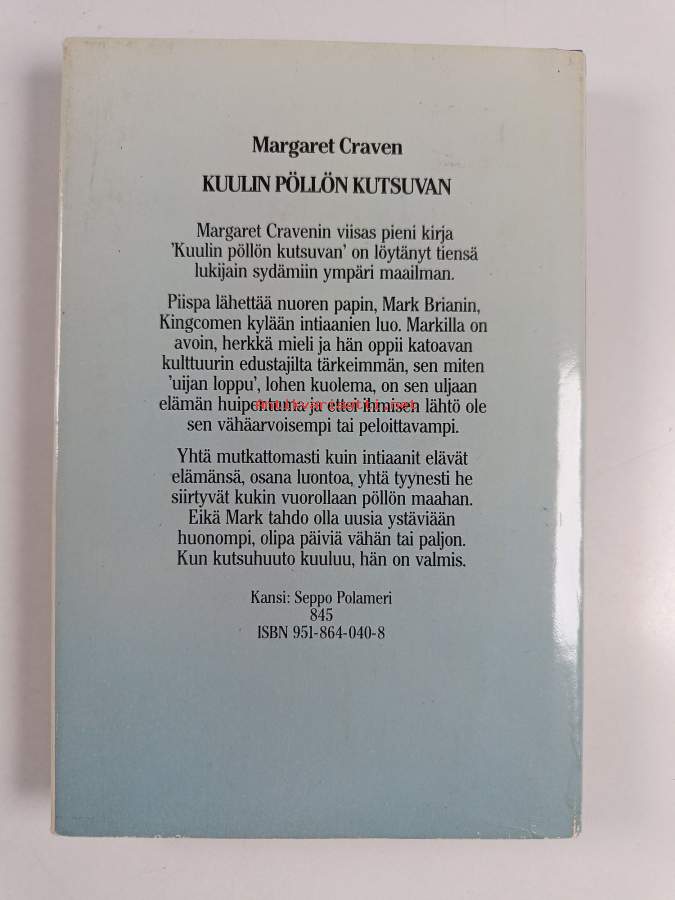 Margaret Craven
KUULIN PÖLLÖN KUTSUVAN
Margaret Cravenin viisas pieni kirja
'Kuulin pöllön kutsuvan' on löytänyt tiensä
lukijain sydämiin ympäri maailman.
Piispa lähettää nuoren papin, Mark Brianin,
Kingcomen kylään intiaanien luo. Markilla on
avoin, herkkä mieli ja hän oppii katoavan
kulttuurin edustajilta tärkeimmän, sen miten
'uijan loppu', lohen kuolema, on sen uljaan
elämän huipentuma ja ettei ihmisen lähtö ole
antikvariaatti.net
sen vähäarvoisempi tai peloittavampi.
Yhtä mutkattomasti kuin intiaanit elävät
elämänsä, osana luontoa, yhtä tyynesti he
siirtyvät kukin vuorollaan pöllön maahan.
Eikä Mark tahdo olla uusia ystäviään
huonompi, olipa päiviä vähän tai paljon.
Kun kutsuhuuto kuuluu, hän on valmis.
Kansi: Seppo Polameri
845
ISBN 951-864-040-8